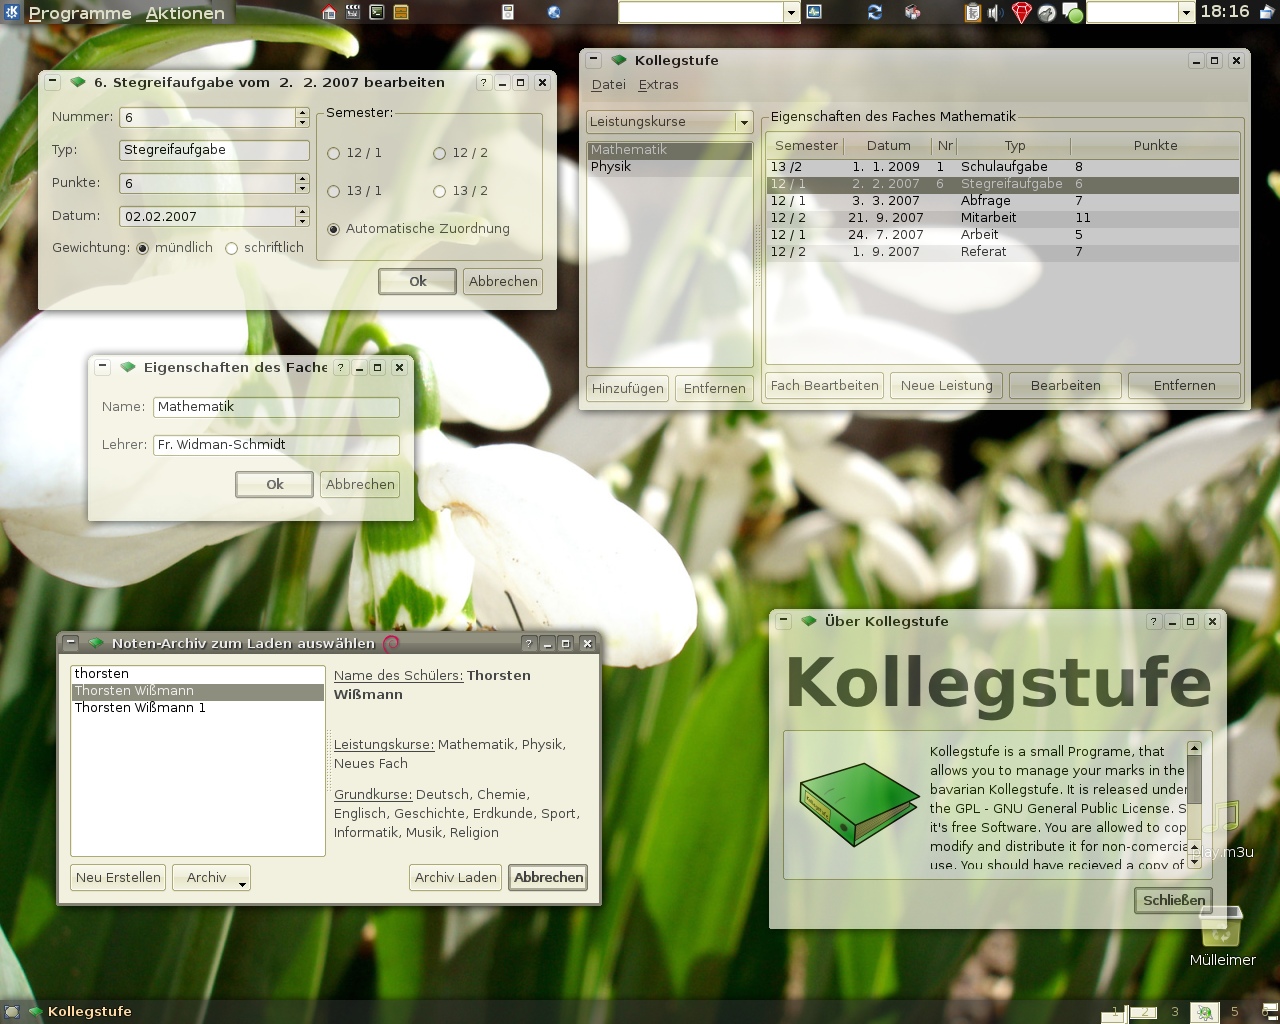 Programme Aktionen
18:16
6. Stegreifaufgabe vom  2.  2. 2007 bearbeiten
Nummer: 6
Typ: Stegreifaufgabe
Punkte: 6
Datum: 02.02.2007
Gewichtung: mündlich schriftlich
Semester:
12 / 1 12 / 2
13 / 1 13 / 2
Automatische Zuordnung
Ok Abbrechen
Kollegstufe
Datei Extras
Leistungskurse
Mathematik
Physik
Hinzufügen Entfernen
Eigenschaften des Faches Mathematik
Semester Datum Nr Typ Punkte
13 /2 1. 1. 2009 1 Schulaufgabe 8
12 / 1 2. 2. 2007 6 Stegreifaufgabe 6
12 / 1 3. 3. 2007 Abfrage 7
12 / 2 21. 9. 2007 Mitarbeit 11
12 / 1 24. 7. 2007 Arbeit 5
12 / 2 1. 9. 2007 Referat 7
Fach Beartbeiten Neue Leistung Bearbeiten Entfernen
Eigenschaften des Fache
Name: Mathematik
Lehrer: Fr. Widman-Schmidt
Ok Abbrechen
Noten-Archiv zum Laden auswählen
thorsten
Thorsten Wißmann
Thorsten Wißmann 1
Name des Schülers: Thorsten
Wißmann
Leistungskurse: Mathematik, Physik,
Neues Fach
Grundkurse: Deutsch, Chemie,
Englisch, Geschichte, Erdkunde, Sport,
Informatik, Musik, Religion
Neu Erstellen Archiv Archiv Laden Abbrechen
Über Kollegstufe
Kollegstufe
Kollegstufe is a small Programe, that
allows you to manage your marks in the
bavarian Kollegstufe. It is released under
the GPL - GNU General Public License. S
it's free Software. You are allowed to cop
modify and distribute it for non-comercia
use. You should have recieved a copy of
Schließen
play.m3u
Mülleimer
Kollegstufe
1 2 3 5 6